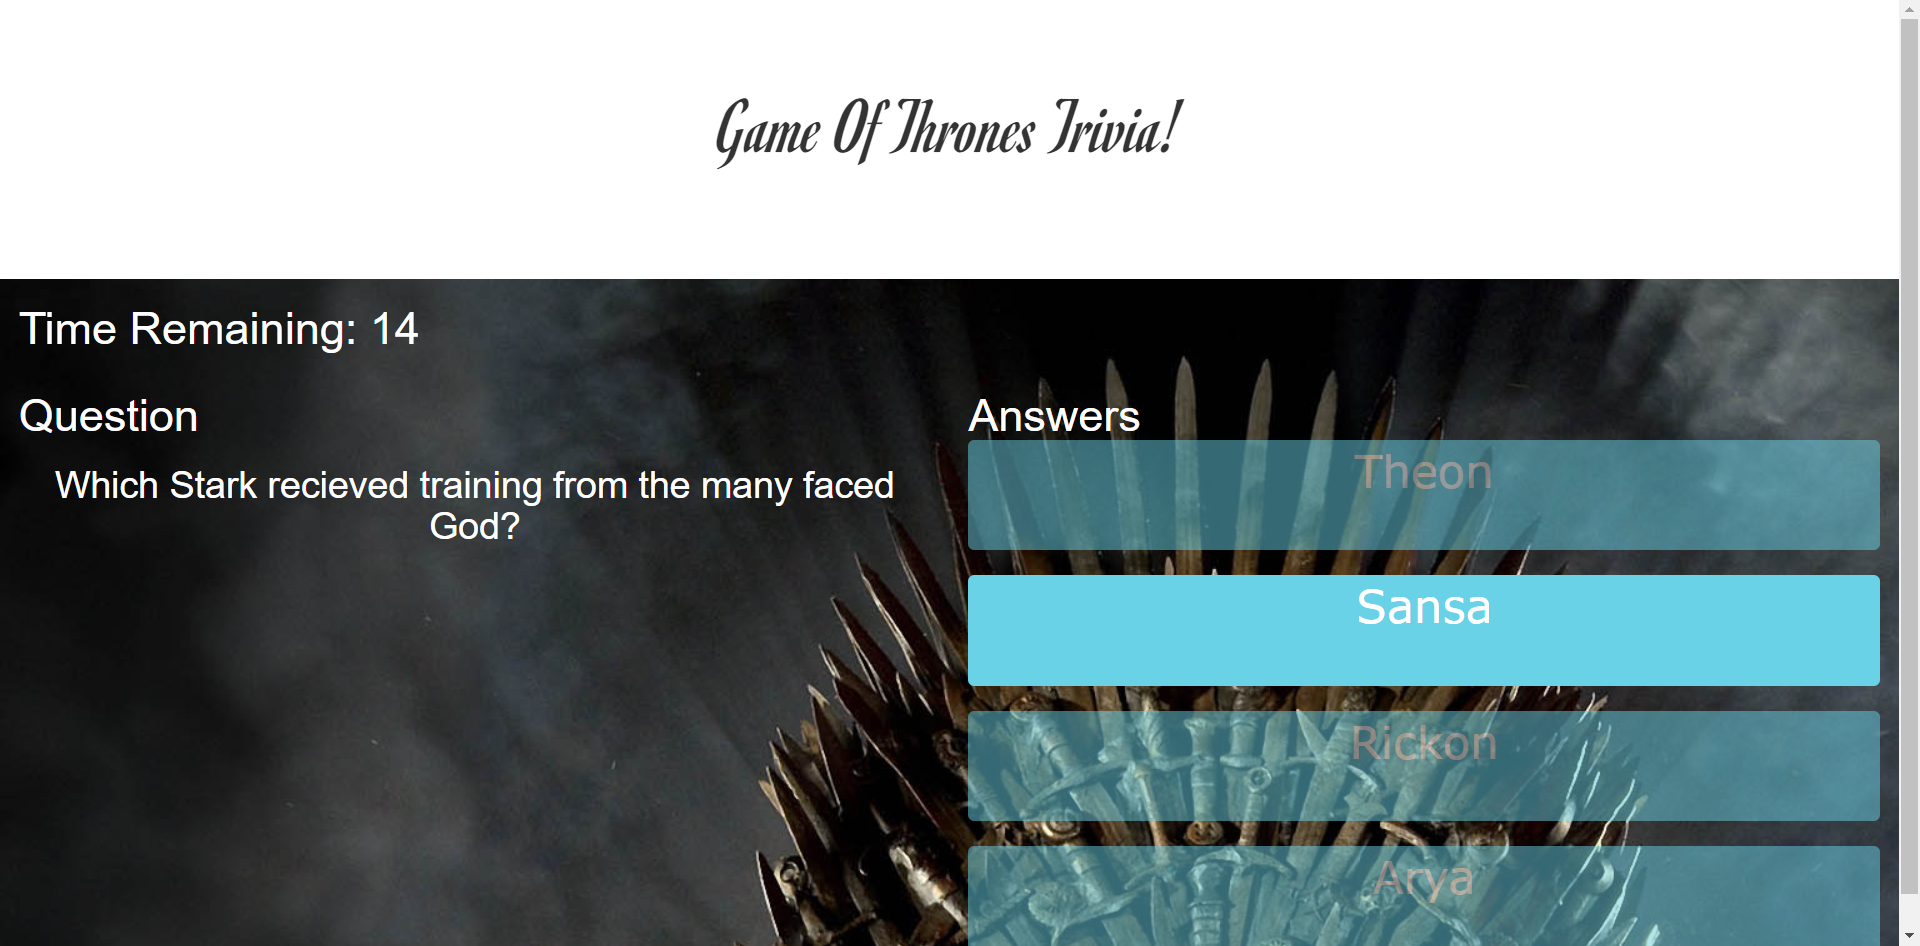 Game Of Thrones Trivia!
Time Remaining: 14
Question
Which Stark recieved training from the many faced
God?
Answers
Theon
Sansa
Rickon
Arya